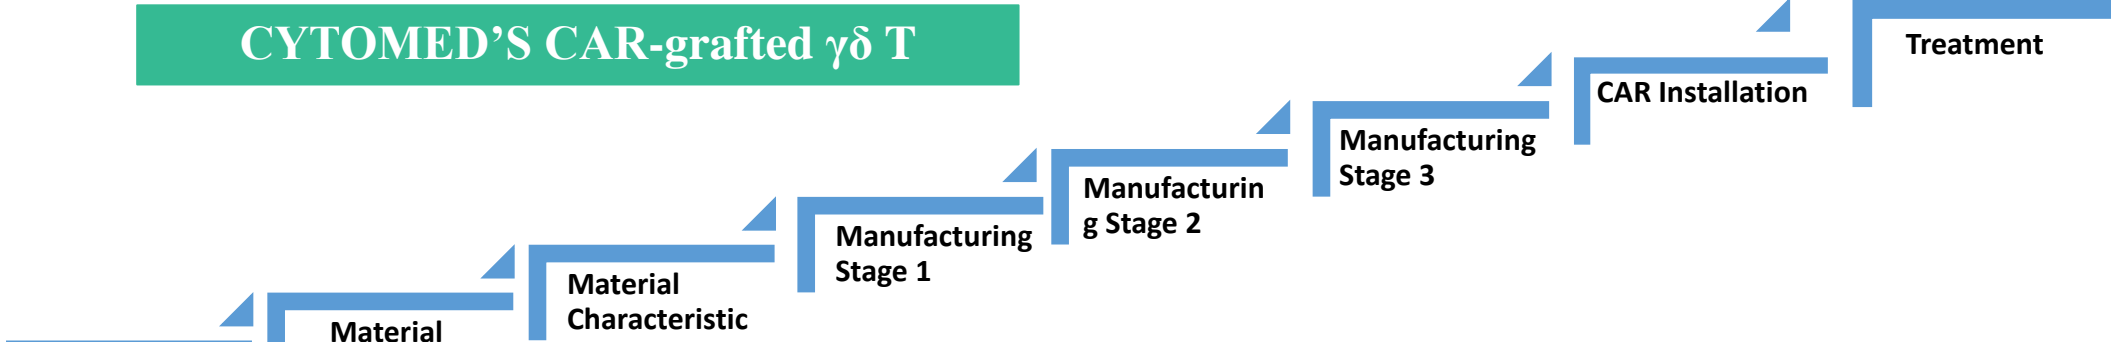 CYTOMED’S CAR-grafted γδ T
Material
Material
Characteristic
Manufacturing
Stage 1
Manufacturin
g Stage 2
Manufacturing
Stage 3
CAR Installation
Treatment